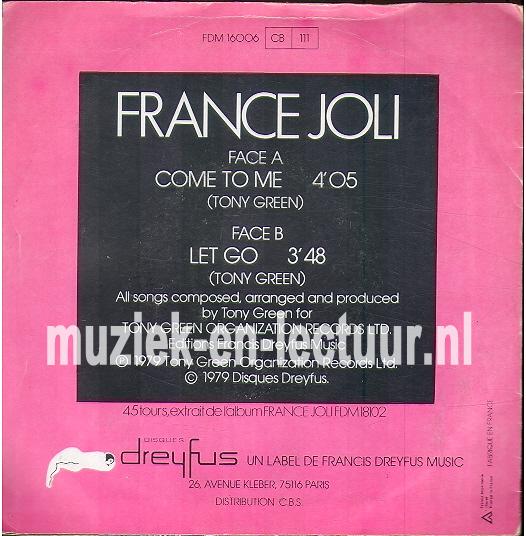 FDM 16006 CB 111
FRANCE JOLI
FACE A
COME TO ME 4'05
(TONY GREEN)
FACE B
LET GO 3'48
(TONY GREEN)
All songs composed, arranged and produced
by Tony Green for
TONY GREEN ORGANIZATION RECORDS LTD.
Editions Francis Dreyfus Music
muziek en lectuur.nl
℗ 1979 Tony Green Organization Records Ltd.
© 1979 Disques Dreyfus.
45 tours, extrait de l'album FRANCE JOLI FDM 18102
DISQUES
dreyfus UN LABEL DE FRANCIS DREYFUS MUSIC
26, AVENUE KLEBER, 75116 PARIS
DISTRIBUTION C.B.S.
FABRIQUE EN FRANCE